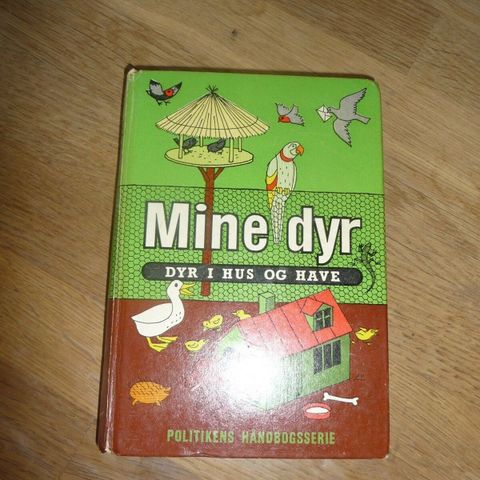 Mine dyr
DYR I HUS OG HAVE
POLITIKENS HÅNDBOGSSERIE